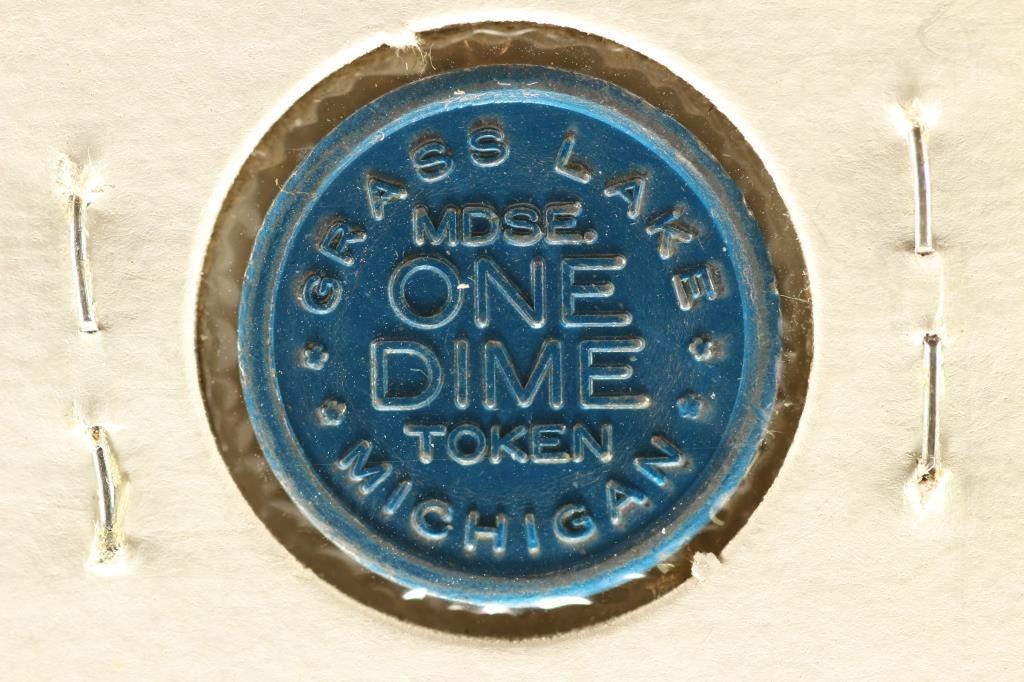 GRASS LAKE
MDSE.
ONE
DIME
TOKEN
MICHIGAN